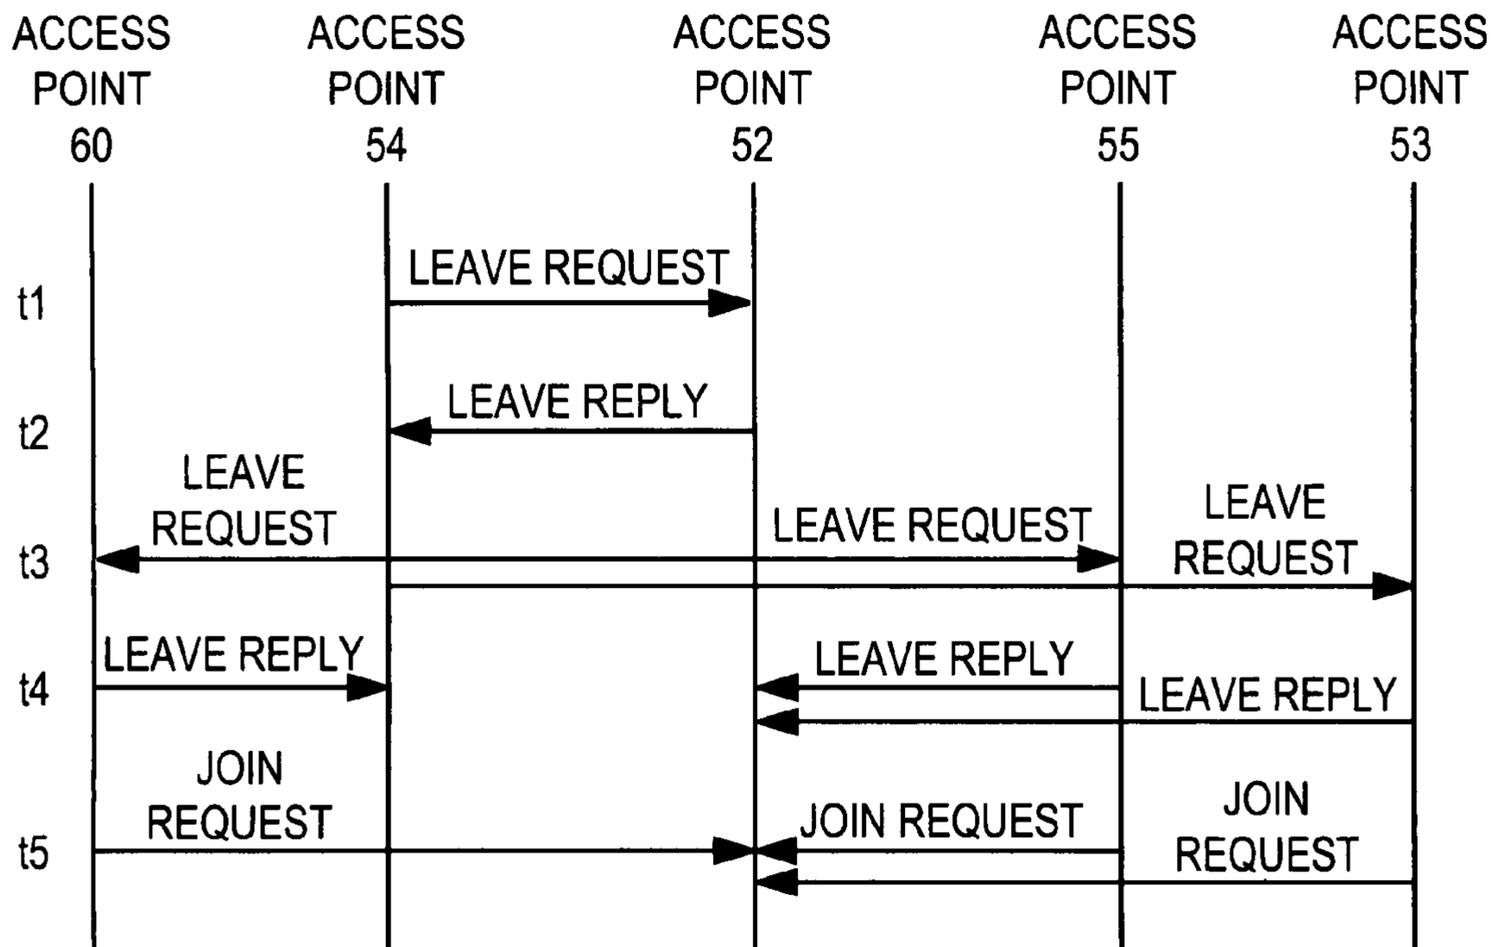 ACCESS POINT 60
ACCESS POINT 54
ACCESS POINT 52
ACCESS POINT 55
ACCESS POINT 53
t1
LEAVE REQUEST
t2
LEAVE REPLY
t3
LEAVE
REQUEST
LEAVE REQUEST
LEAVE
REQUEST
t4
LEAVE REPLY
LEAVE REPLY
LEAVE REPLY
t5
JOIN
REQUEST
JOIN REQUEST
JOIN
REQUEST